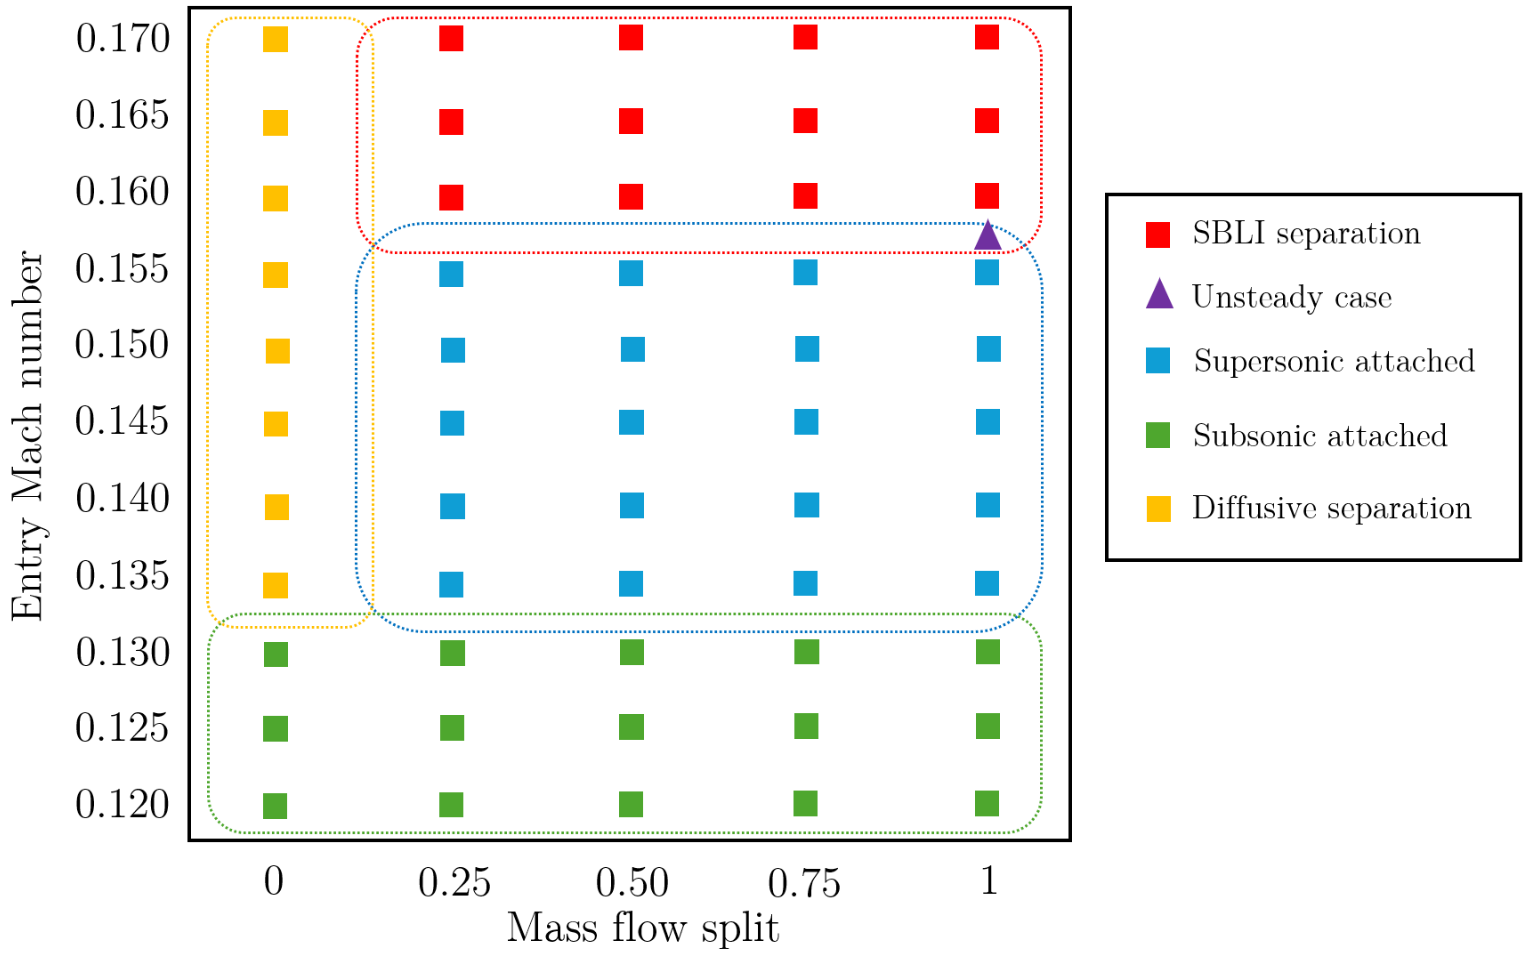 0.170
0.165
0.160
0.155
0.150
0.145
0.140
0.135
0.130
0.125
0.120
Entry Mach number
0 0.25 0.50 0.75 1
Mass flow split
SBLI separation
Unsteady case
Supersonic attached
Subsonic attached
Diffusive separation